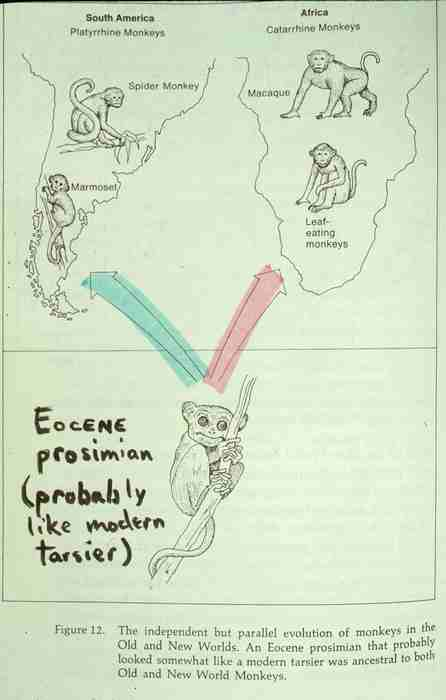 South America
Platyrrhine Monkeys
Africa
Catarrhine Monkeys
Spider Monkey
Marmoset
Macaque
Leaf-
eating
monkeys
EOCENE
prosimian
(probably
like modern
tarsier)
Figure 12. The independent but parallel evolution of monkeys in the
Old and New Worlds. An Eocene prosimian that probably
looked somewhat like a modern tarsier was ancestral to both
Old and New World Monkeys.